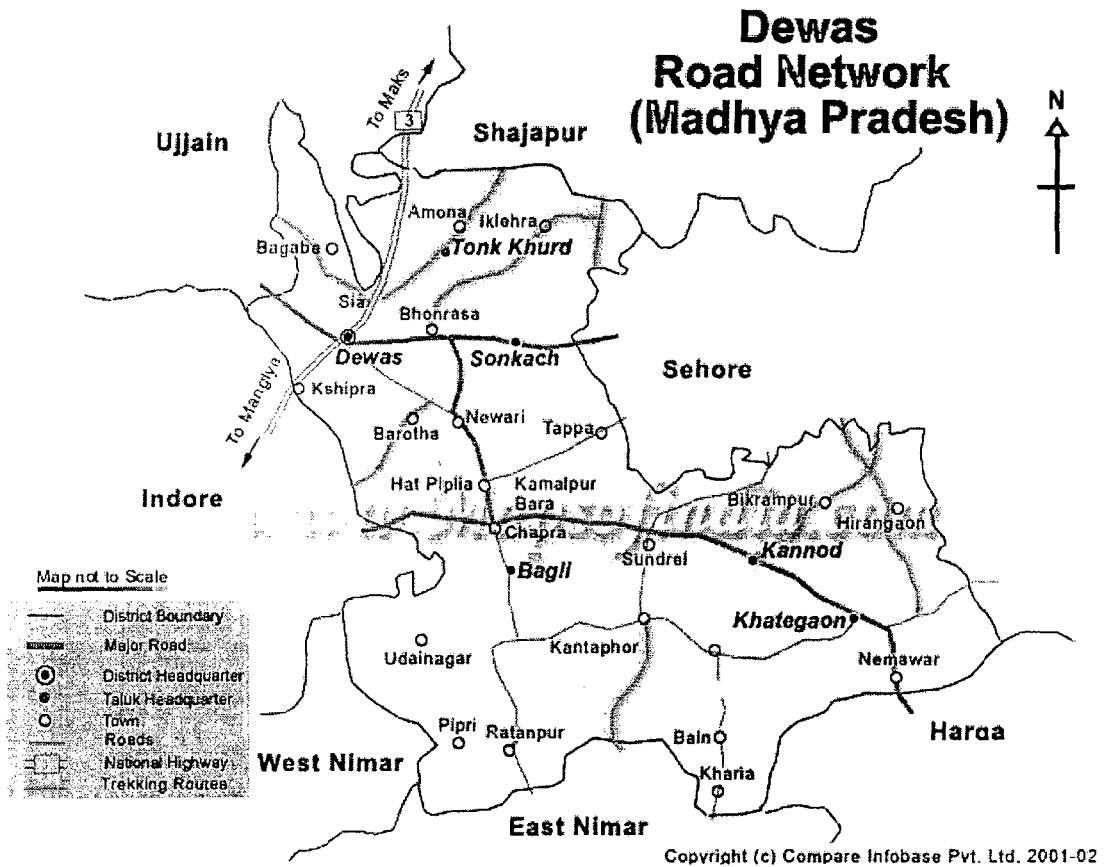 Dewas
Road Network
(Madhya Pradesh)
N
To Maks
3
Ujjain
Shajapur
Amona
Iklehra
Bagaba
Tonk Khurd
Sia
Bhonrasa
Dewas
Sonkach
Sehore
Kshipra
To Mangliya
Newari
Barotha
Tappa
Indore
Hat Piplia
Kamalpur
Bara
Bikrampur
Hirangaon
Chapra
Sundrel
Kannod
Bagli
Map not to Scale
District Boundary
Major Road
District Headquarter
Taluk Headquarter
Town
Roads
National Highway
Trekking Routes
Khategaon
Udainagar
Kantaphor
Nemawar
Pipri
Ratanpur
Bain
Harda
West Nimar
Kharia
East Nimar
Copyright (c) Compare Infobase Pvt. Ltd. 2001-02